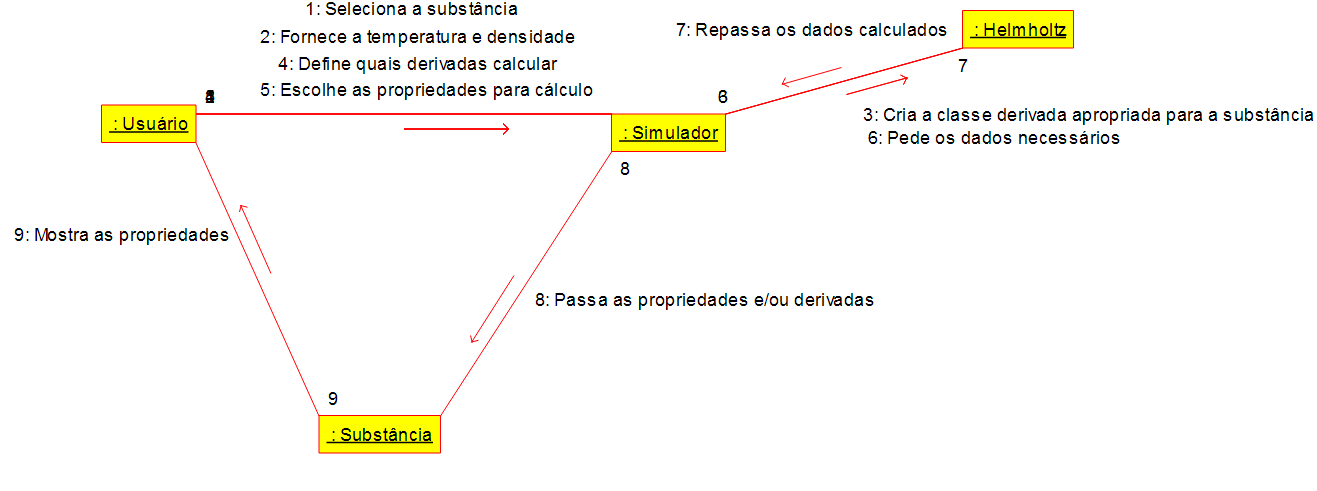 1: Seleciona a substância
2: Fornece a temperatura e densidade
4: Define quais derivadas calcular
5: Escolhe as propriedades para cálculo
7: Repassa os dados calculados
: Helmholtz
7
6
3: Cria a classe derivada apropriada para a substância
6: Pede os dados necessários
: Usuário
: Simulador
8
9: Mostra as propriedades
8: Passa as propriedades e/ou derivadas
9
: Substância